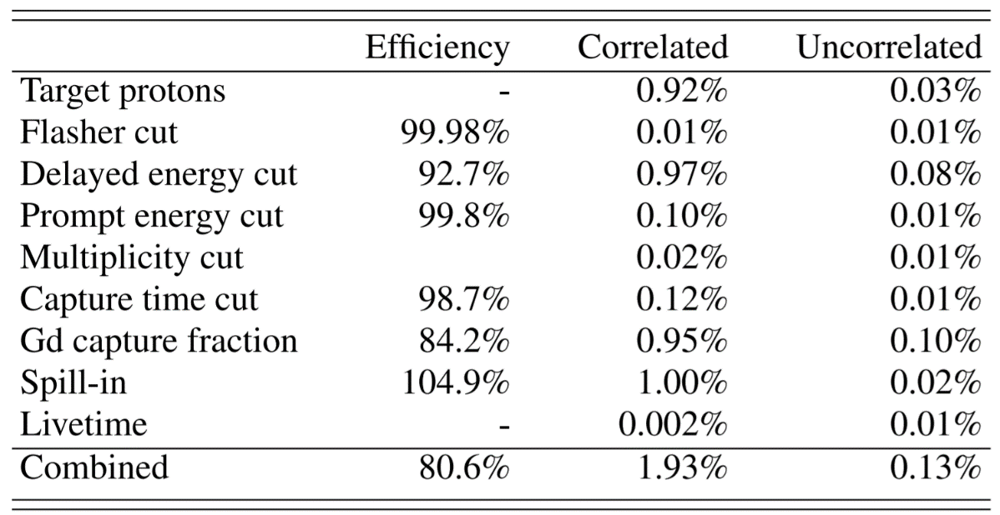 Efficiency Correlated Uncorrelated
Target protons - 0.92% 0.03%
Flasher cut 99.98% 0.01% 0.01%
Delayed energy cut 92.7% 0.97% 0.08%
Prompt energy cut 99.8% 0.10% 0.01%
Multiplicity cut 0.02% 0.01%
Capture time cut 98.7% 0.12% 0.01%
Gd capture fraction 84.2% 0.95% 0.10%
Spill-in 104.9% 1.00% 0.02%
Livetime - 0.002% 0.01%
Combined 80.6% 1.93% 0.13%